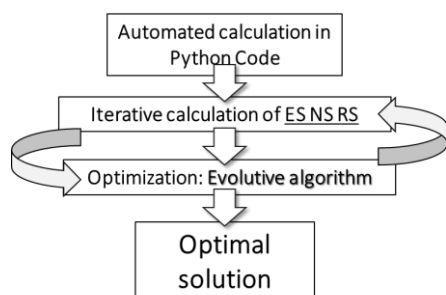 Automated calculation in
Python Code
Iterative calculation of ES NS RS
Optimization: Evolutive algorithm
Optimal
solution